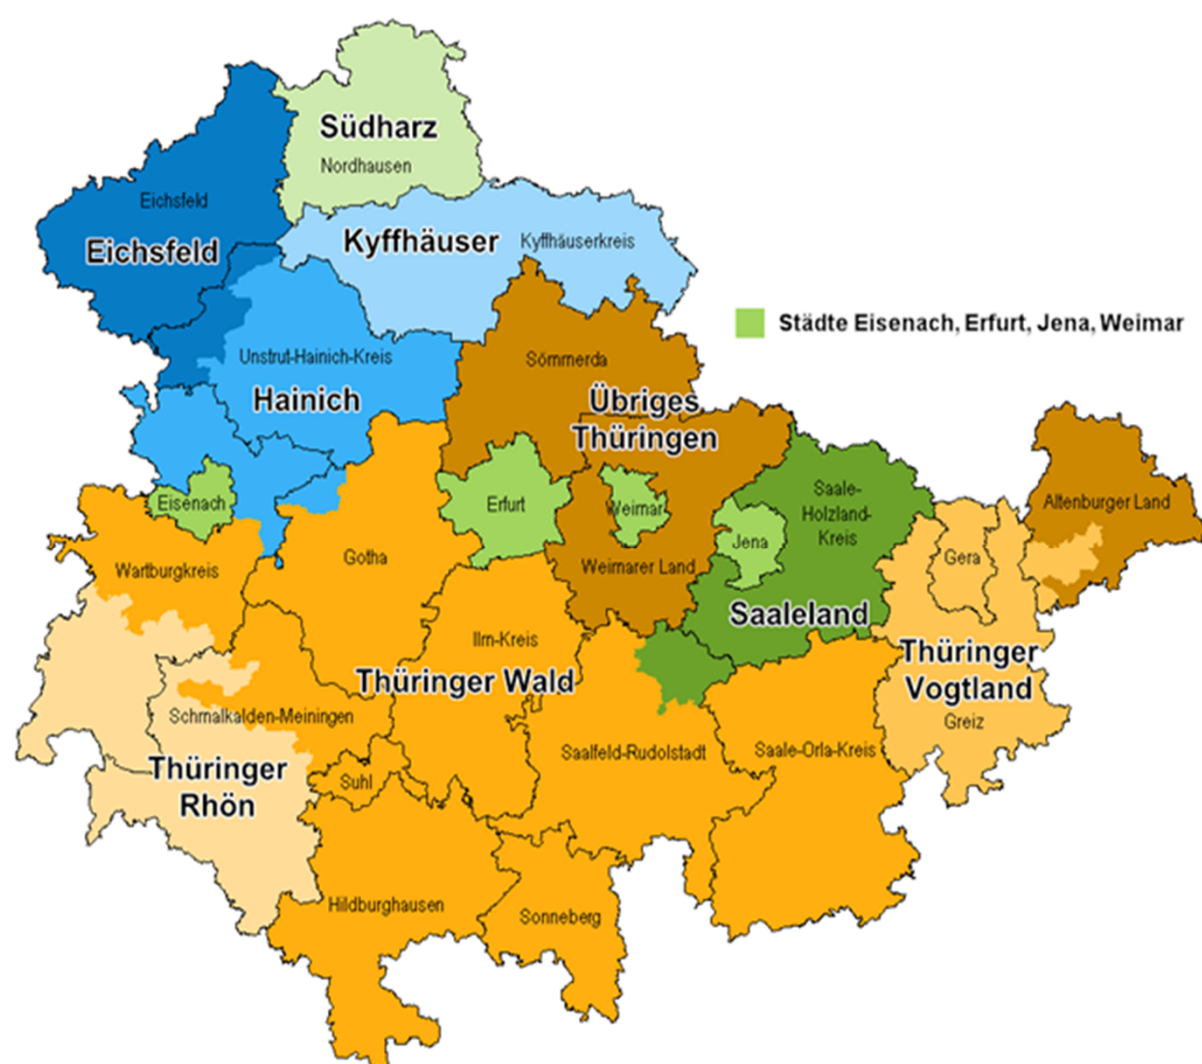 Südharz
Nordhausen
Eichsfeld
Eichsfeld
Kyffhäuser
Kyffhäuserkreis
Städte Eisenach, Erfurt, Jena, Weimar
Unstrut-Hainich-Kreis
Hainich
Sömmerda
Übriges
Thüringen
Eisenach
Erfurt
Weimar
Saale-
Holzland-
Kreis
Altenburger Land
Jena
Gera
Wartburgkreis
Gotha
Weimarer Land
Saaleland
Ilm-Kreis
Thüringer Wald
Thüringer
Vogtland
Greiz
Schmalkalden-Meiningen
Saalfeld-Rudolstadt
Saale-Orla-Kreis
Thüringer
Rhön
Suhl
Hildburghausen
Sonneberg